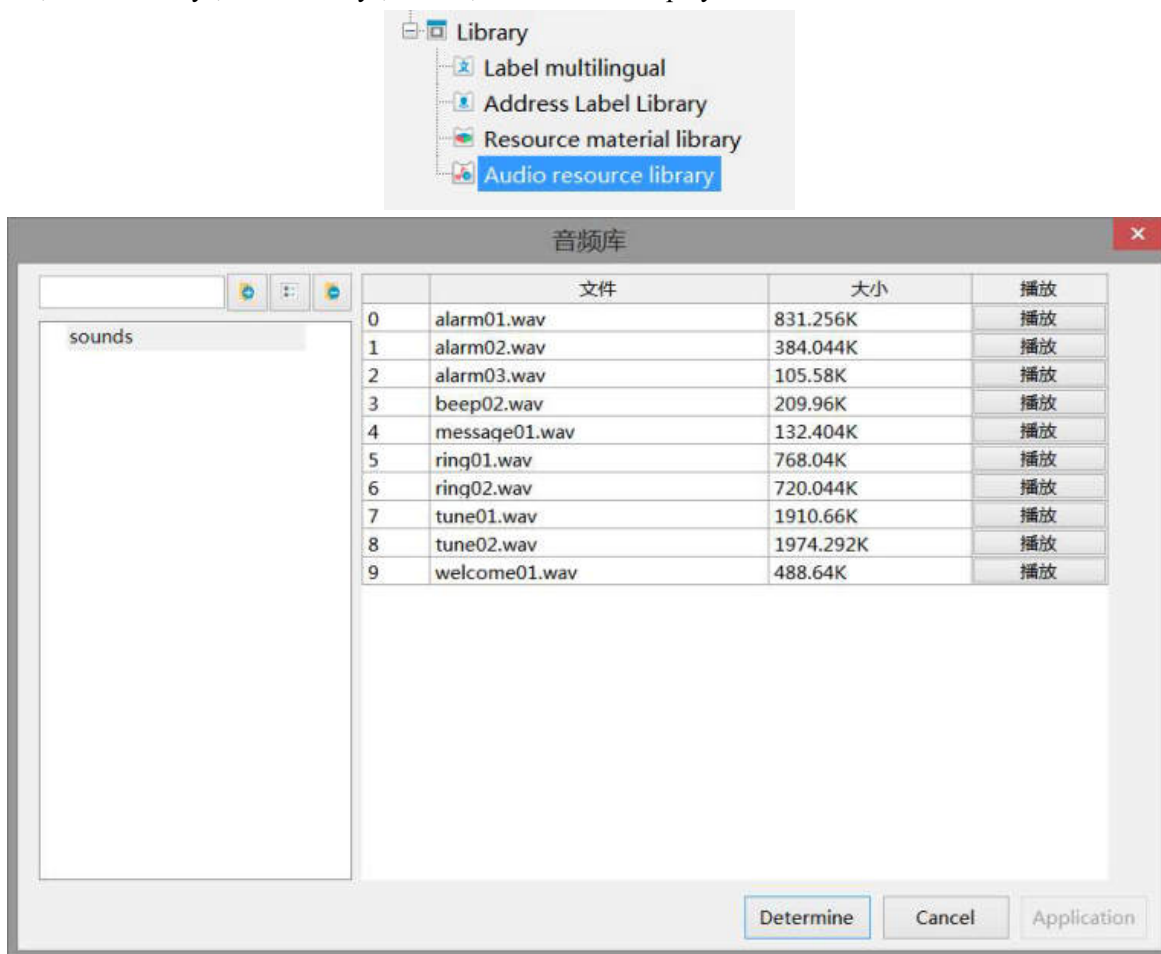 Library
Label multilingual
Address Label Library
Resource material library
Audio resource library
音频库
文件 大小 播放
sounds
0 alarm01.wav 831.256K 播放
1 alarm02.wav 384.044K 播放
2 alarm03.wav 105.58K 播放
3 beep02.wav 209.96K 播放
4 message01.wav 132.404K 播放
5 ring01.wav 768.04K 播放
6 ring02.wav 720.044K 播放
7 tune01.wav 1910.66K 播放
8 tune02.wav 1974.292K 播放
9 welcome01.wav 488.64K 播放
Determine Cancel Application